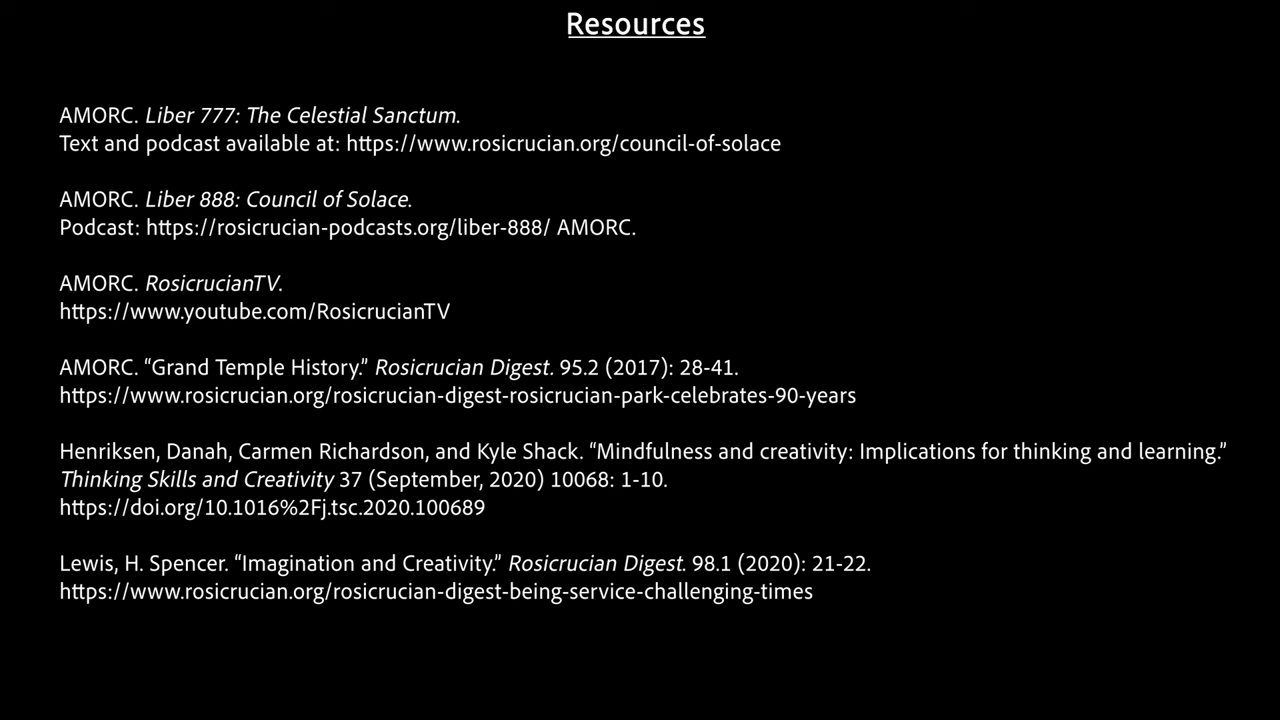 Resources
AMORC. Liber 777: The Celestial Sanctum.
Text and podcast available at: https://www.rosicrucian.org/council-of-solace
AMORC. Liber 888: Council of Solace.
Podcast: https://rosicrucian-podcasts.org/liber-888/ AMORC.
AMORC. RosicrucianTV.
https://www.youtube.com/RosicrucianTV
AMORC. “Grand Temple History.” Rosicrucian Digest. 95.2 (2017): 28-41.
https://www.rosicrucian.org/rosicrucian-digest-rosicrucian-park-celebrates-90-years
Henriksen, Danah, Carmen Richardson, and Kyle Shack. “Mindfulness and creativity: Implications for thinking and learning.”
Thinking Skills and Creativity 37 (September, 2020) 10068: 1-10.
https://doi.org/10.1016%2Fj.tsc.2020.100689
Lewis, H. Spencer. “Imagination and Creativity.” Rosicrucian Digest. 98.1 (2020): 21-22.
https://www.rosicrucian.org/rosicrucian-digest-being-service-challenging-times